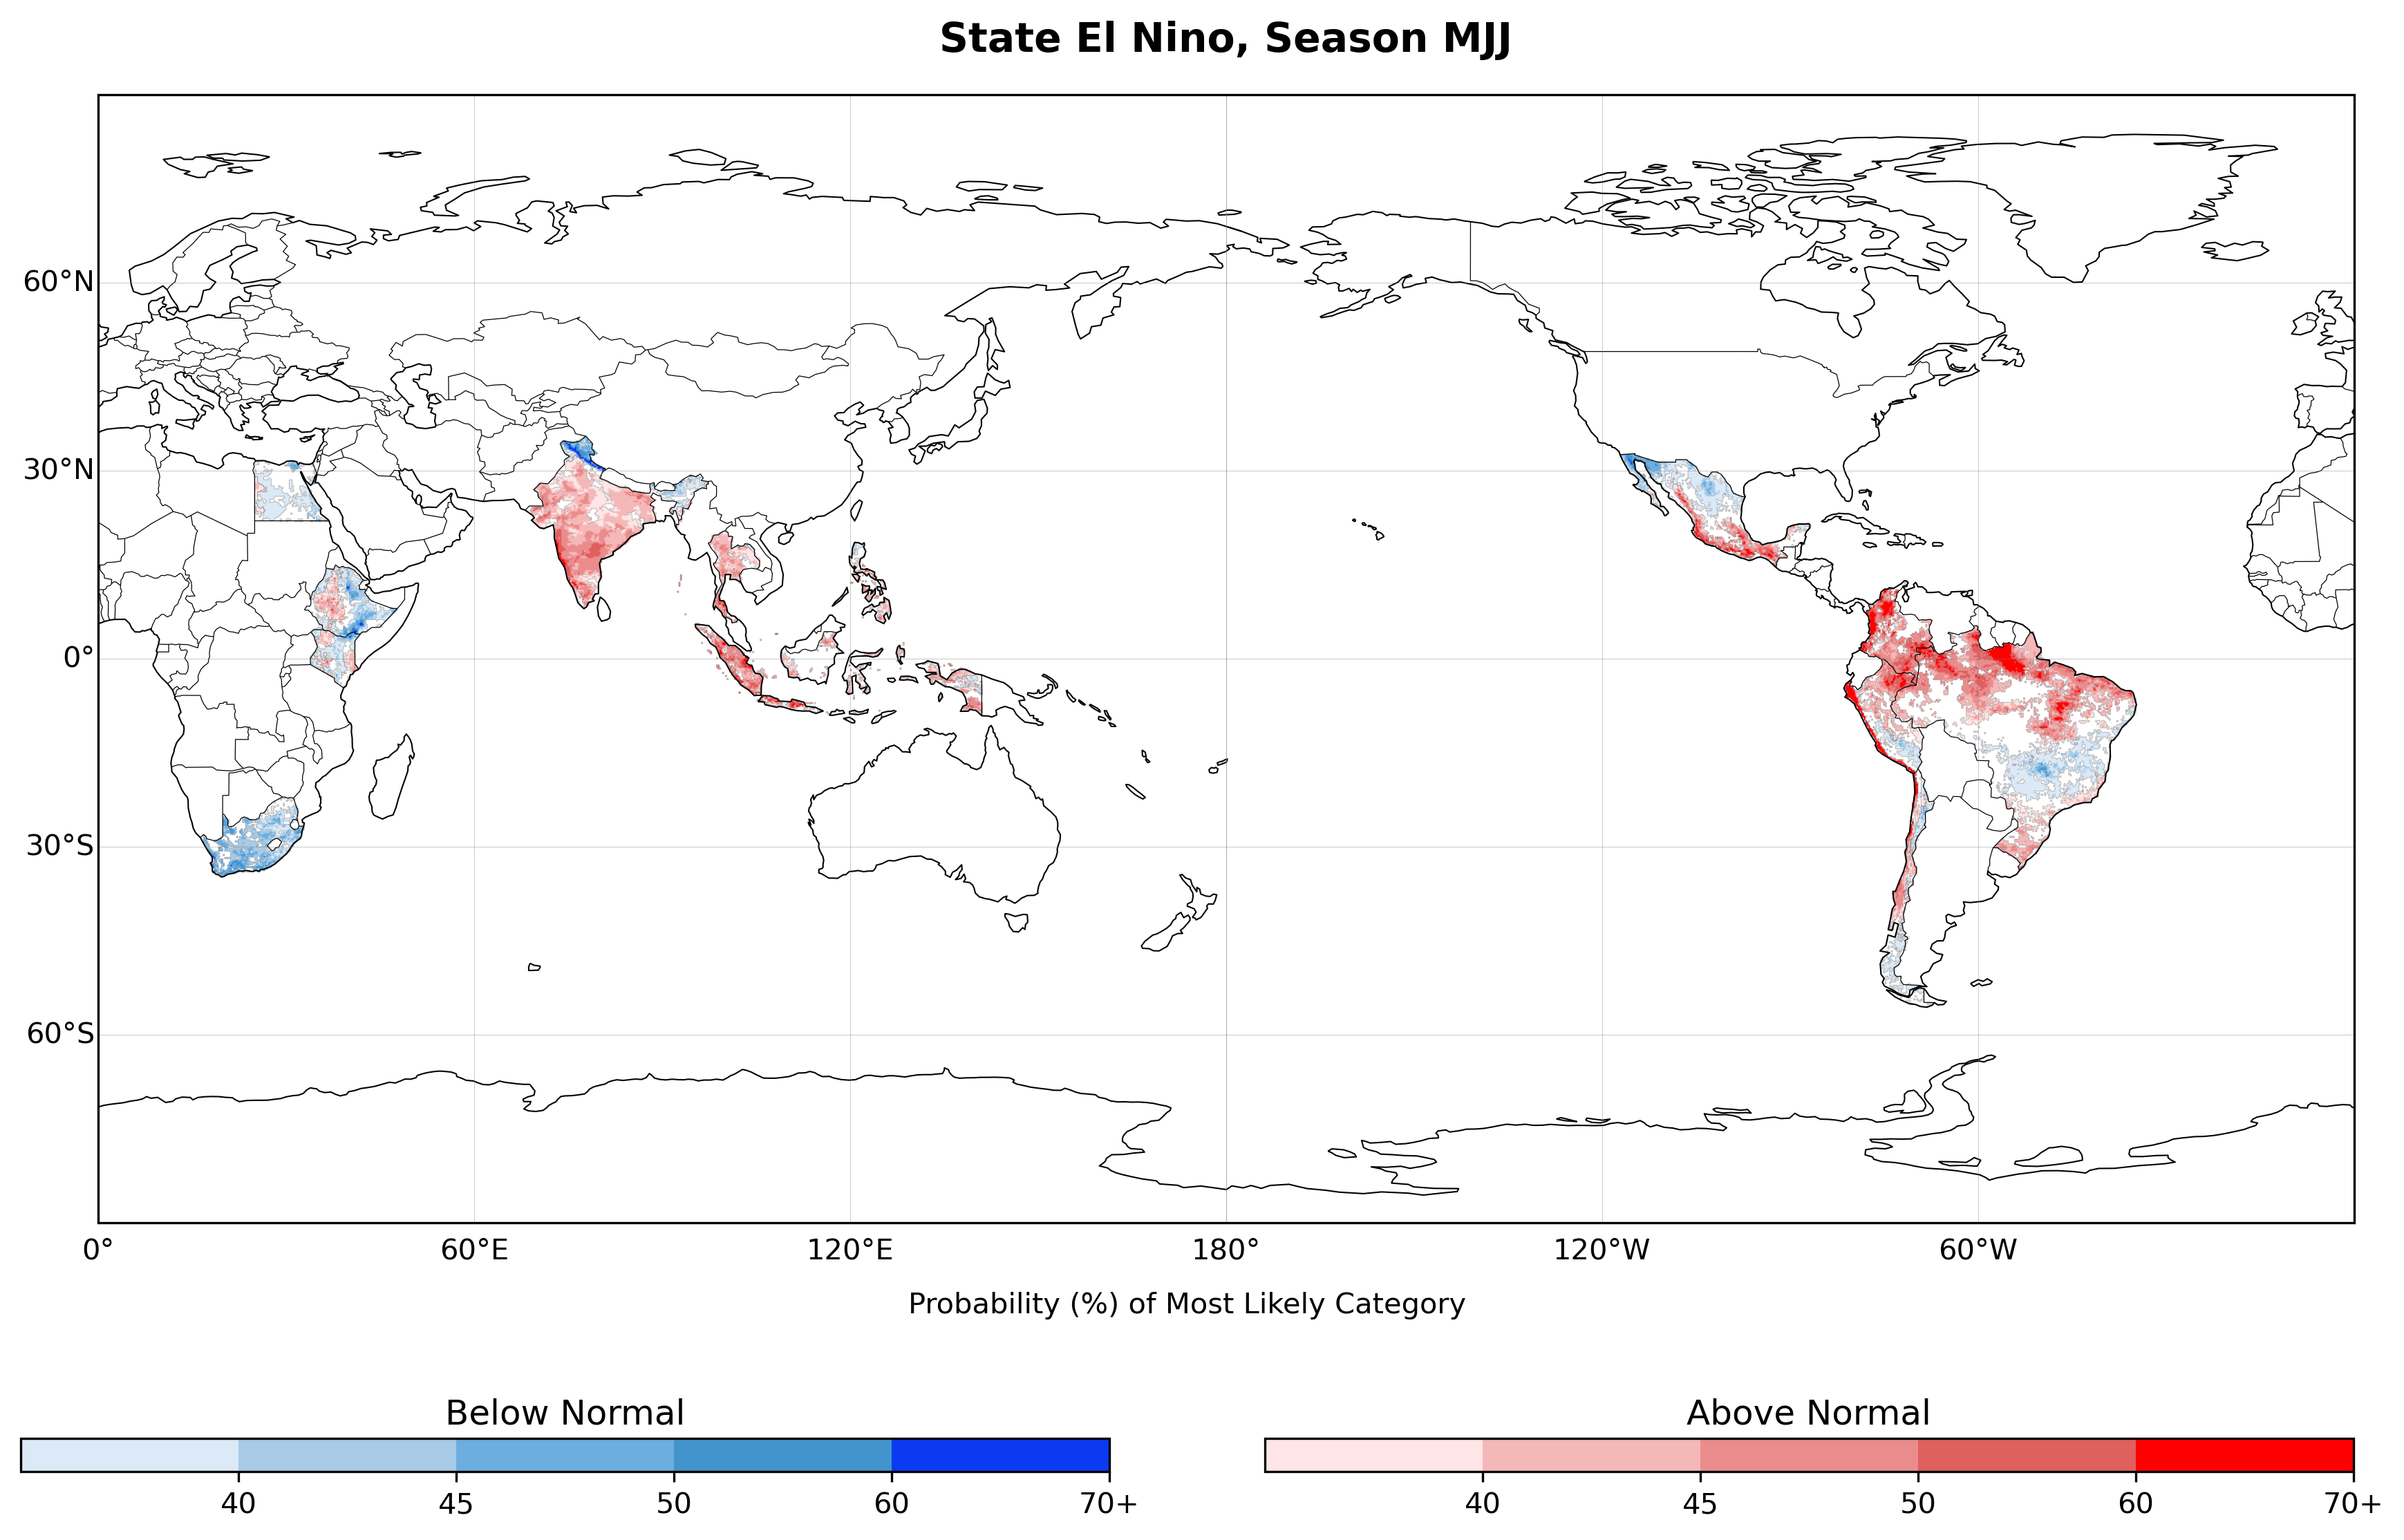 State El Nino, Season MJJ
60°N
30°N
0°
30°S
60°S
0° 60°E 120°E 180° 120°W 60°W
Probability (%) of Most Likely Category
Below Normal Above Normal
40 45 50 60 70+ 40 45 50 60 70+